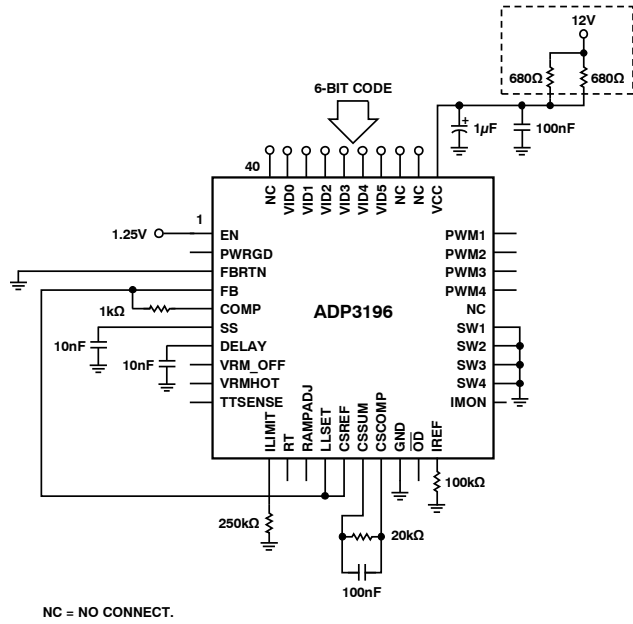 12V
680Ω
680Ω
6-BIT CODE
1µF
+
100nF
40
NC
VID0
VID1
VID2
VID3
VID4
VID5
NC
NC
VCC
1
1.25V
EN
PWRGD
FBRTN
FB
COMP
SS
DELAY
VRM_OFF
VRMHOT
TTSENSE
1kΩ
10nF
10nF
ADP3196
PWM1
PWM2
PWM3
PWM4
NC
SW1
SW2
SW3
SW4
IMON
ILIMIT
RT
RAMPADJ
LLSET
CSREF
CSSUM
CSCOMP
GND
OD
IREF
250kΩ
20kΩ
100nF
100kΩ
NC = NO CONNECT.